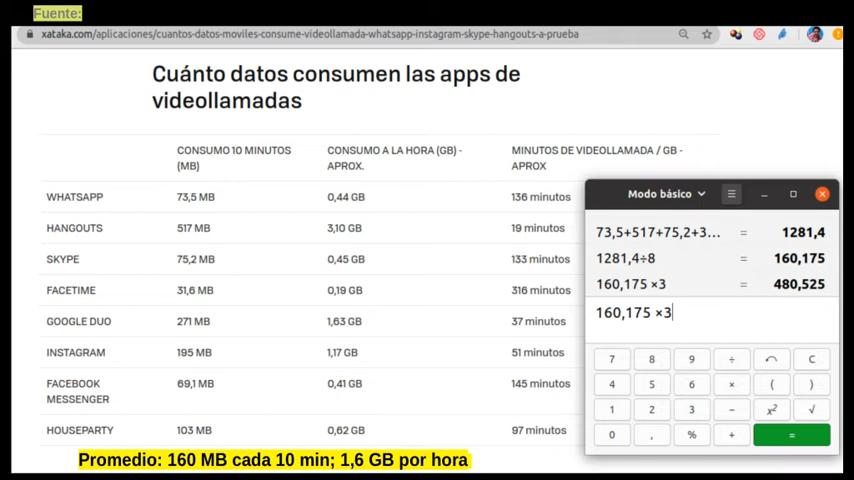 Fuente:
xataka.com/aplicaciones/cuantos-datos-moviles-consume-videollamada-whatsapp-instagram-skype-hangouts-a-prueba
Cuánto datos consumen las apps de
videollamadas
CONSUMO 10 MINUTOS
(MB)
CONSUMO A LA HORA (GB) -
APROX.
MINUTOS DE VIDEOLLAMADA / GB -
APROX
WHATSAPP 73,5 MB 0,44 GB 136 minutos
HANGOUTS 517 MB 3,10 GB 19 minutos
SKYPE 75,2 MB 0,45 GB 133 minutos
FACETIME 31,6 MB 0,19 GB 316 minutos
GOOGLE DUO 271 MB 1,63 GB 37 minutos
INSTAGRAM 195 MB 1,17 GB 51 minutos
FACEBOOK
MESSENGER 69,1 MB 0,41 GB 145 minutos
HOUSEPARTY 103 MB 0,62 GB 97 minutos
Modo básico
73,5+517+75,2+3... = 1281,4
1281,4÷8 = 160,175
160,175 ×3 = 480,525
160,175 ×3
7 8 9 ÷ C
4 5 6 × ( )
1 2 3 − x² √
0 , % + =
Promedio: 160 MB cada 10 min; 1,6 GB por hora